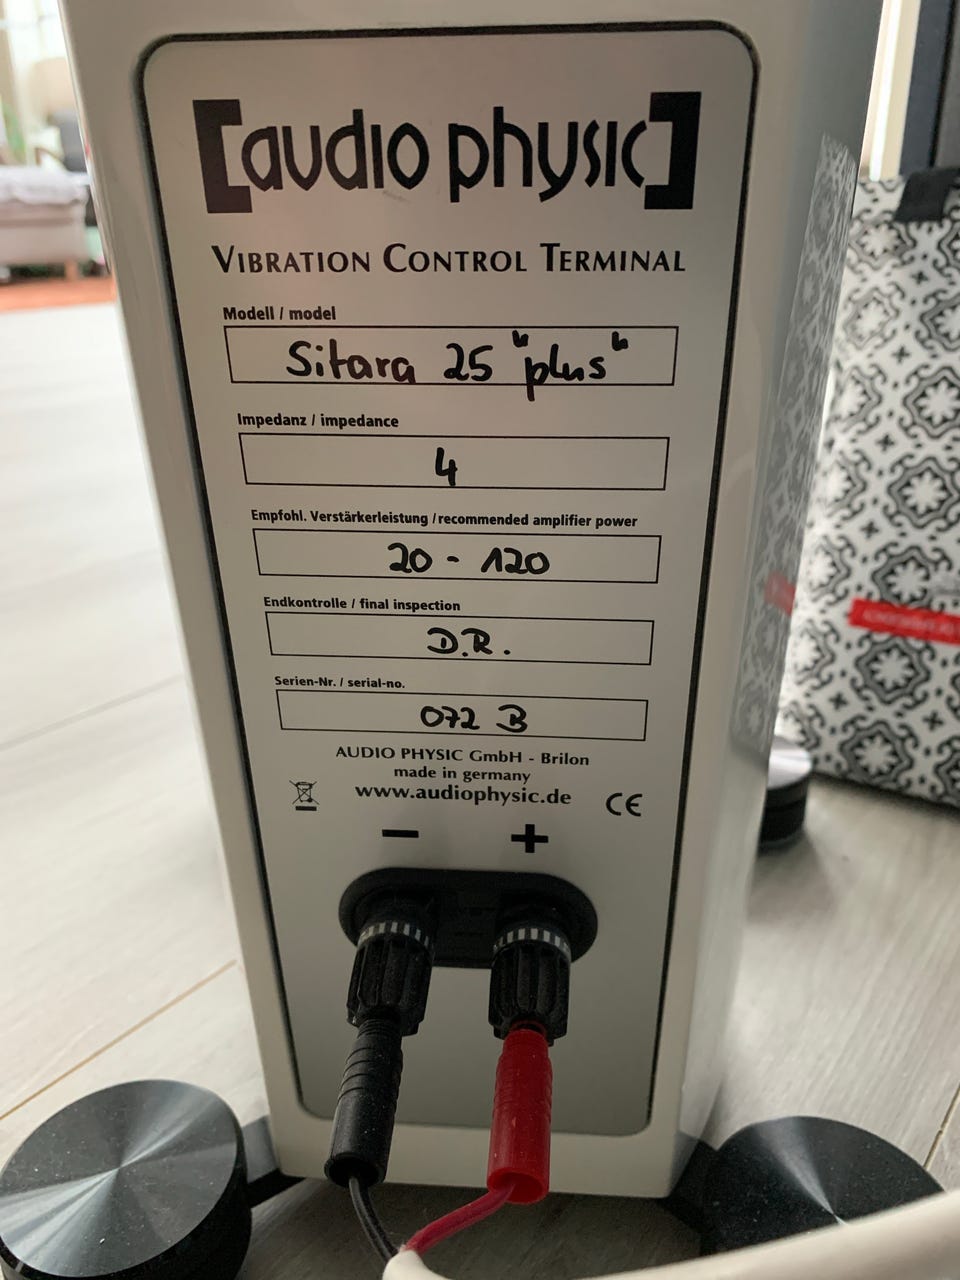 [audio physic]
VIBRATION CONTROL TERMINAL
Modell / model
Sitara 25 "plus"
Impedanz / impedance
4
Empfohl. Verstärkerleistung / recommended amplifier power
20 - 120
Endkontrolle / final inspection
D.R.
Serien-Nr. / serial-no.
072 B
AUDIO PHYSIC GmbH - Brilon
made in germany
www.audiophysic.de
CE
- +